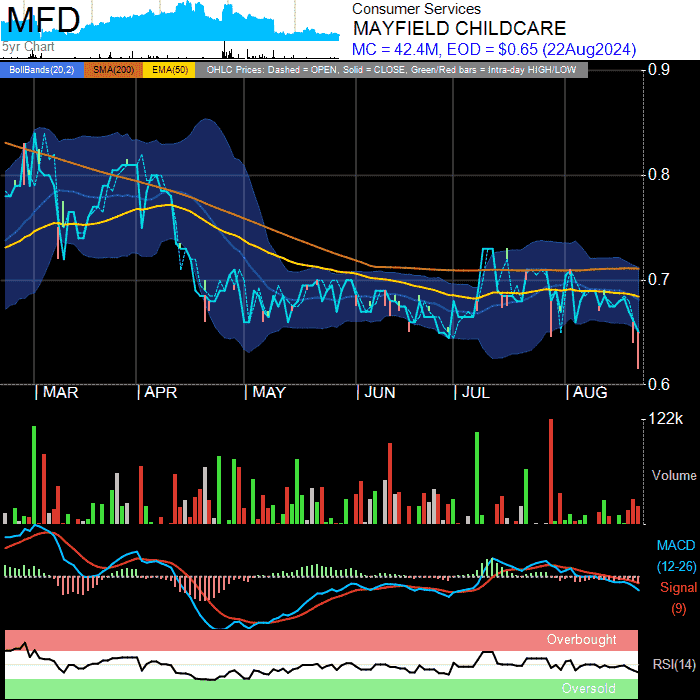 MFD
5yr Chart
Consumer Services
MAYFIELD CHILDCARE
MC = 42.4M, EOD = $0.65 (22Aug2024)
BollBands(20,2) SMA(200) EMA(50) OHLC Prices: Dashed = OPEN, Solid = CLOSE, Green/Red bars = Intra-day HIGH/LOW
0.9
0.8
0.7
0.6
MAR APR MAY JUN JUL AUG
122k
Volume
MACD
(12-26)
Signal
(9)
Overbought
RSI(14)
Oversold